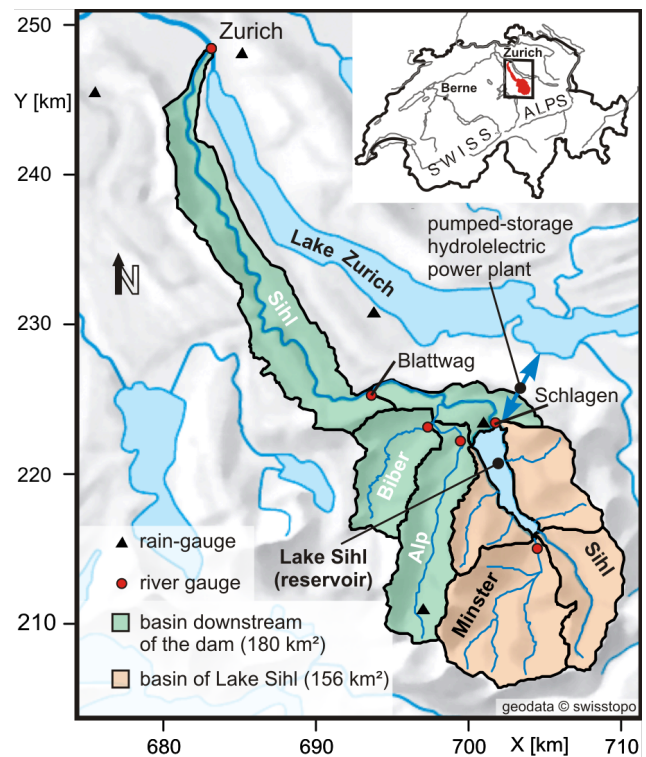 250
Zurich
Y [km]
240
230
220
210
Zurich
Berne
SWISS ALPS
pumped-storage
hydrolelectric
power plant
Lake Zurich
N
Sihl
Blattwag
Schlagen
Biber
Alp
Lake Sihl
(reservoir)
Sihl
Minster
rain-gauge
river gauge
basin downstream
of the dam (180 km²)
basin of Lake Sihl (156 km²)
geodata © swisstopo
680
690
700
X [km]
710